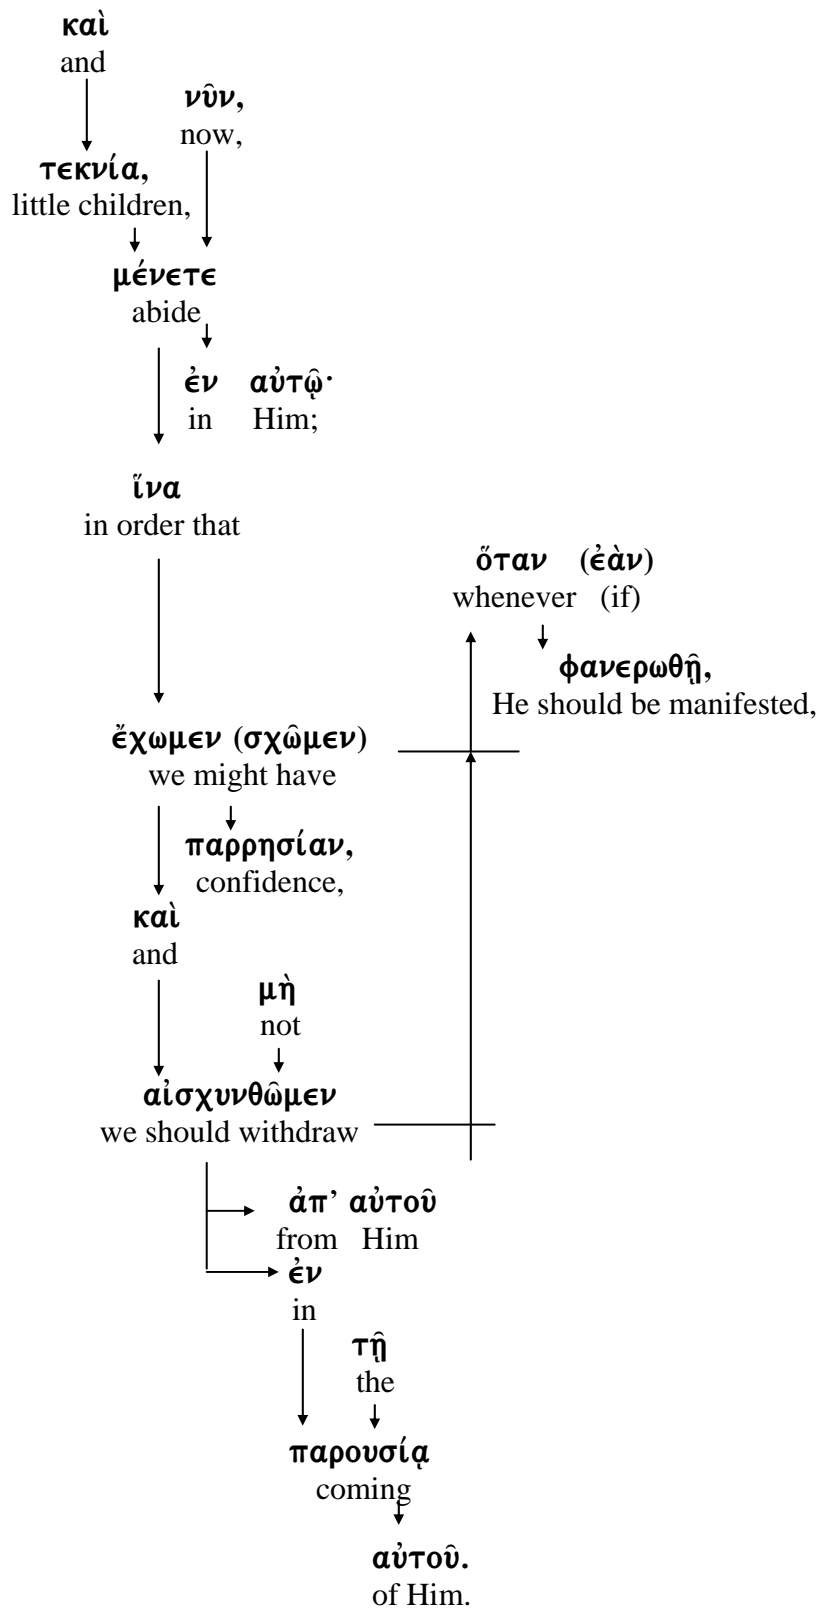 καὶ
and
νῦν,
now,
τεκνία,
little children,
μένετε
abide
ἐν αὐτῷ·
in Him;
ἵνα
in order that
ὅταν (ἐὰν)
whenever (if)
φανερωθῇ,
He should be manifested,
ἔχωμεν (σχῶμεν)
we might have
παρρησίαν,
confidence,
καὶ
and
μὴ
not
αἰσχυνθῶμεν
we should withdraw
ἀπ’ αὐτοῦ
from Him
ἐν
in
τῇ
the
παρουσίᾳ
coming
αὐτοῦ.
of Him.